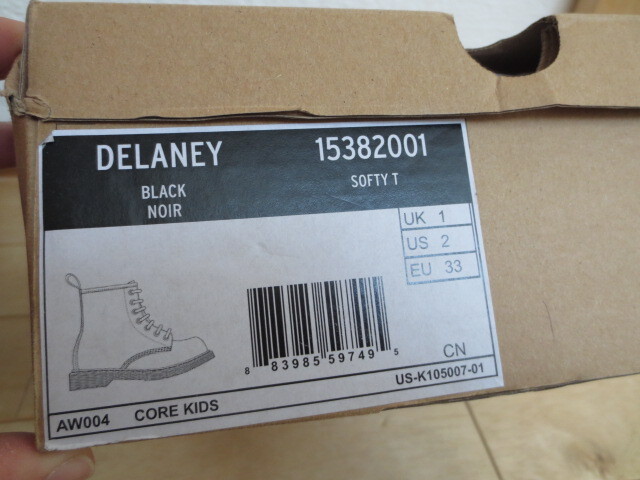 DELANEY 15382001
BLACK SOFTY T
NOIR
UK 1
US 2
EU 33
8 83985 59749 5
CN
US-K105007-01
AW004 CORE KIDS